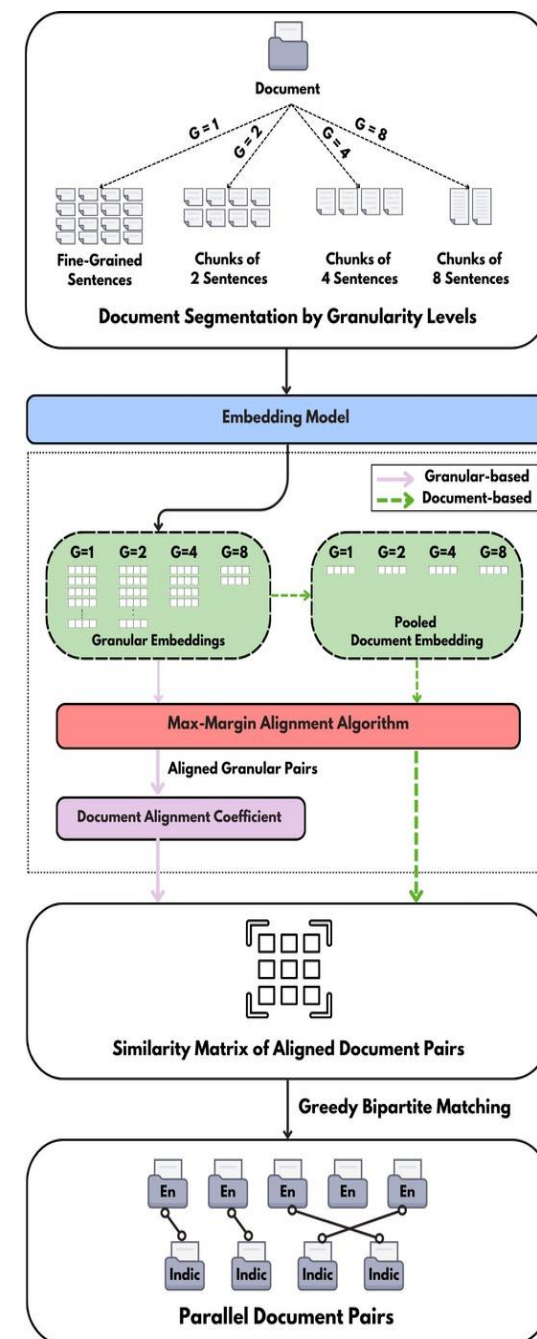 Document
G = 1
G = 2
G = 4
G = 8
Fine-Grained
Sentences
Chunks of
2 Sentences
Chunks of
4 Sentences
Chunks of
8 Sentences
Document Segmentation by Granularity Levels
Embedding Model
Granular-based
Document-based
G=1 G=2 G=4 G=8
Granular Embeddings
G=1 G=2 G=4 G=8
Pooled
Document Embedding
Max-Margin Alignment Algorithm
Aligned Granular Pairs
Document Alignment Coefficient
Similarity Matrix of Aligned Document Pairs
Greedy Bipartite Matching
En En En En En
Indic Indic Indic Indic
Parallel Document Pairs